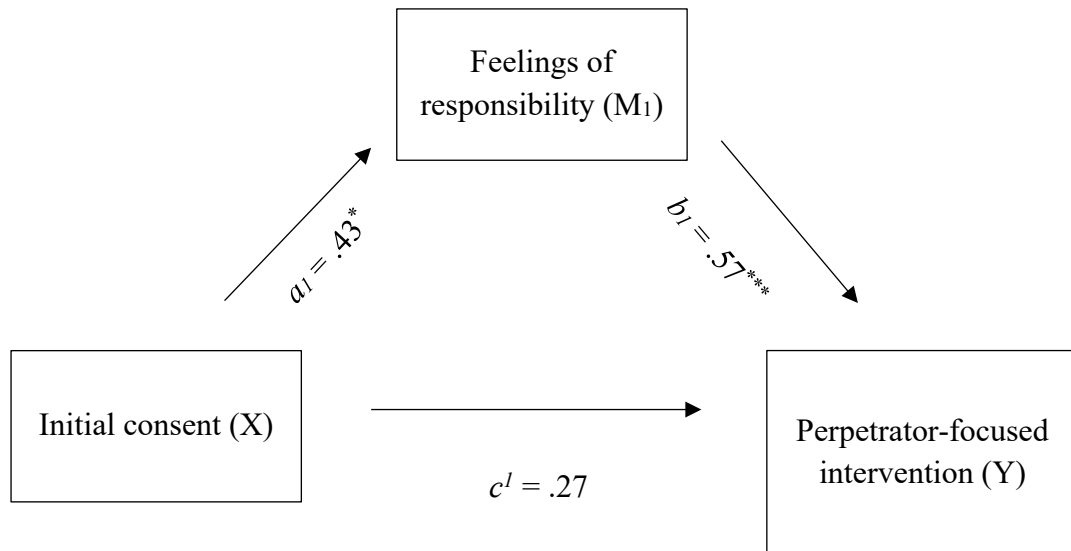 Feelings of
responsibility (M₁)
a₁ = .43*
b₁ = .57***
Initial consent (X)
Perpetrator-focused
intervention (Y)
c¹ = .27